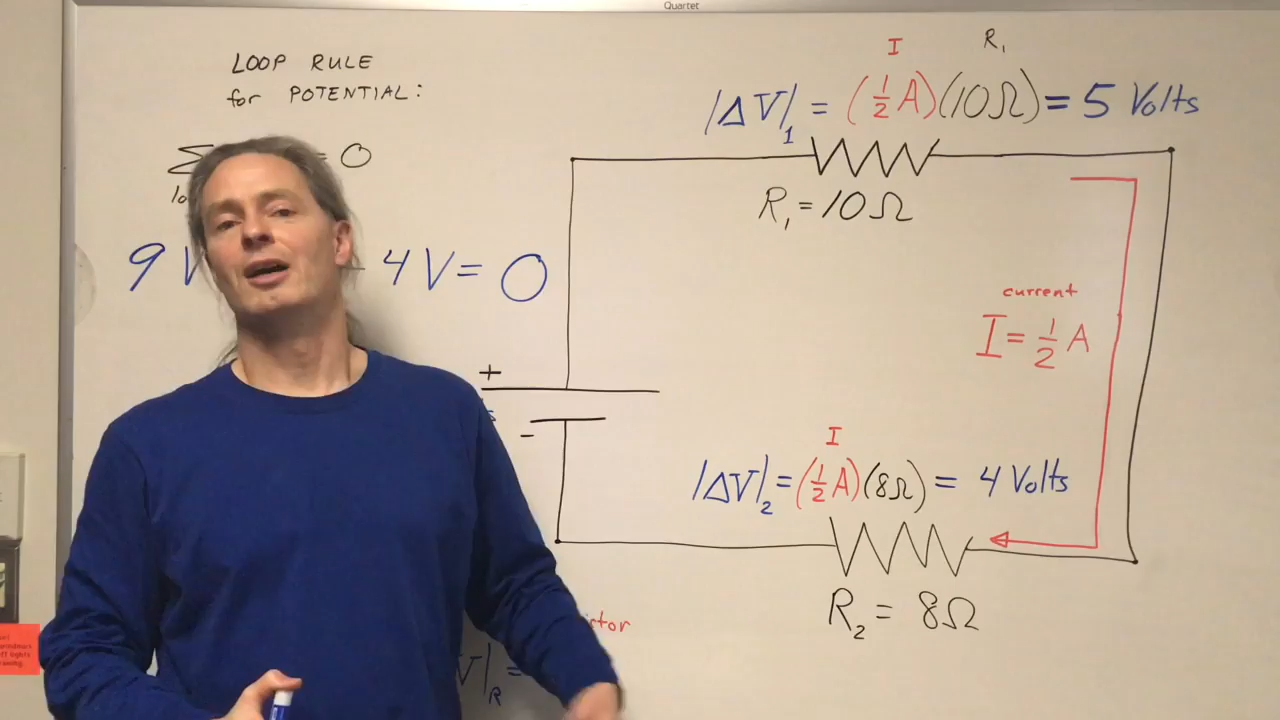 Quartet
LOOP RULE
for POTENTIAL:
Σ = 0
9 V 4 V = 0
I R₁
|ΔV|₁ = (½ A)(10Ω) = 5 Volts
R₁ = 10Ω
current
I = ½ A
+
-
I
|ΔV|₂ = (½ A)(8Ω) = 4 Volts
R₂ = 8Ω
V|R =